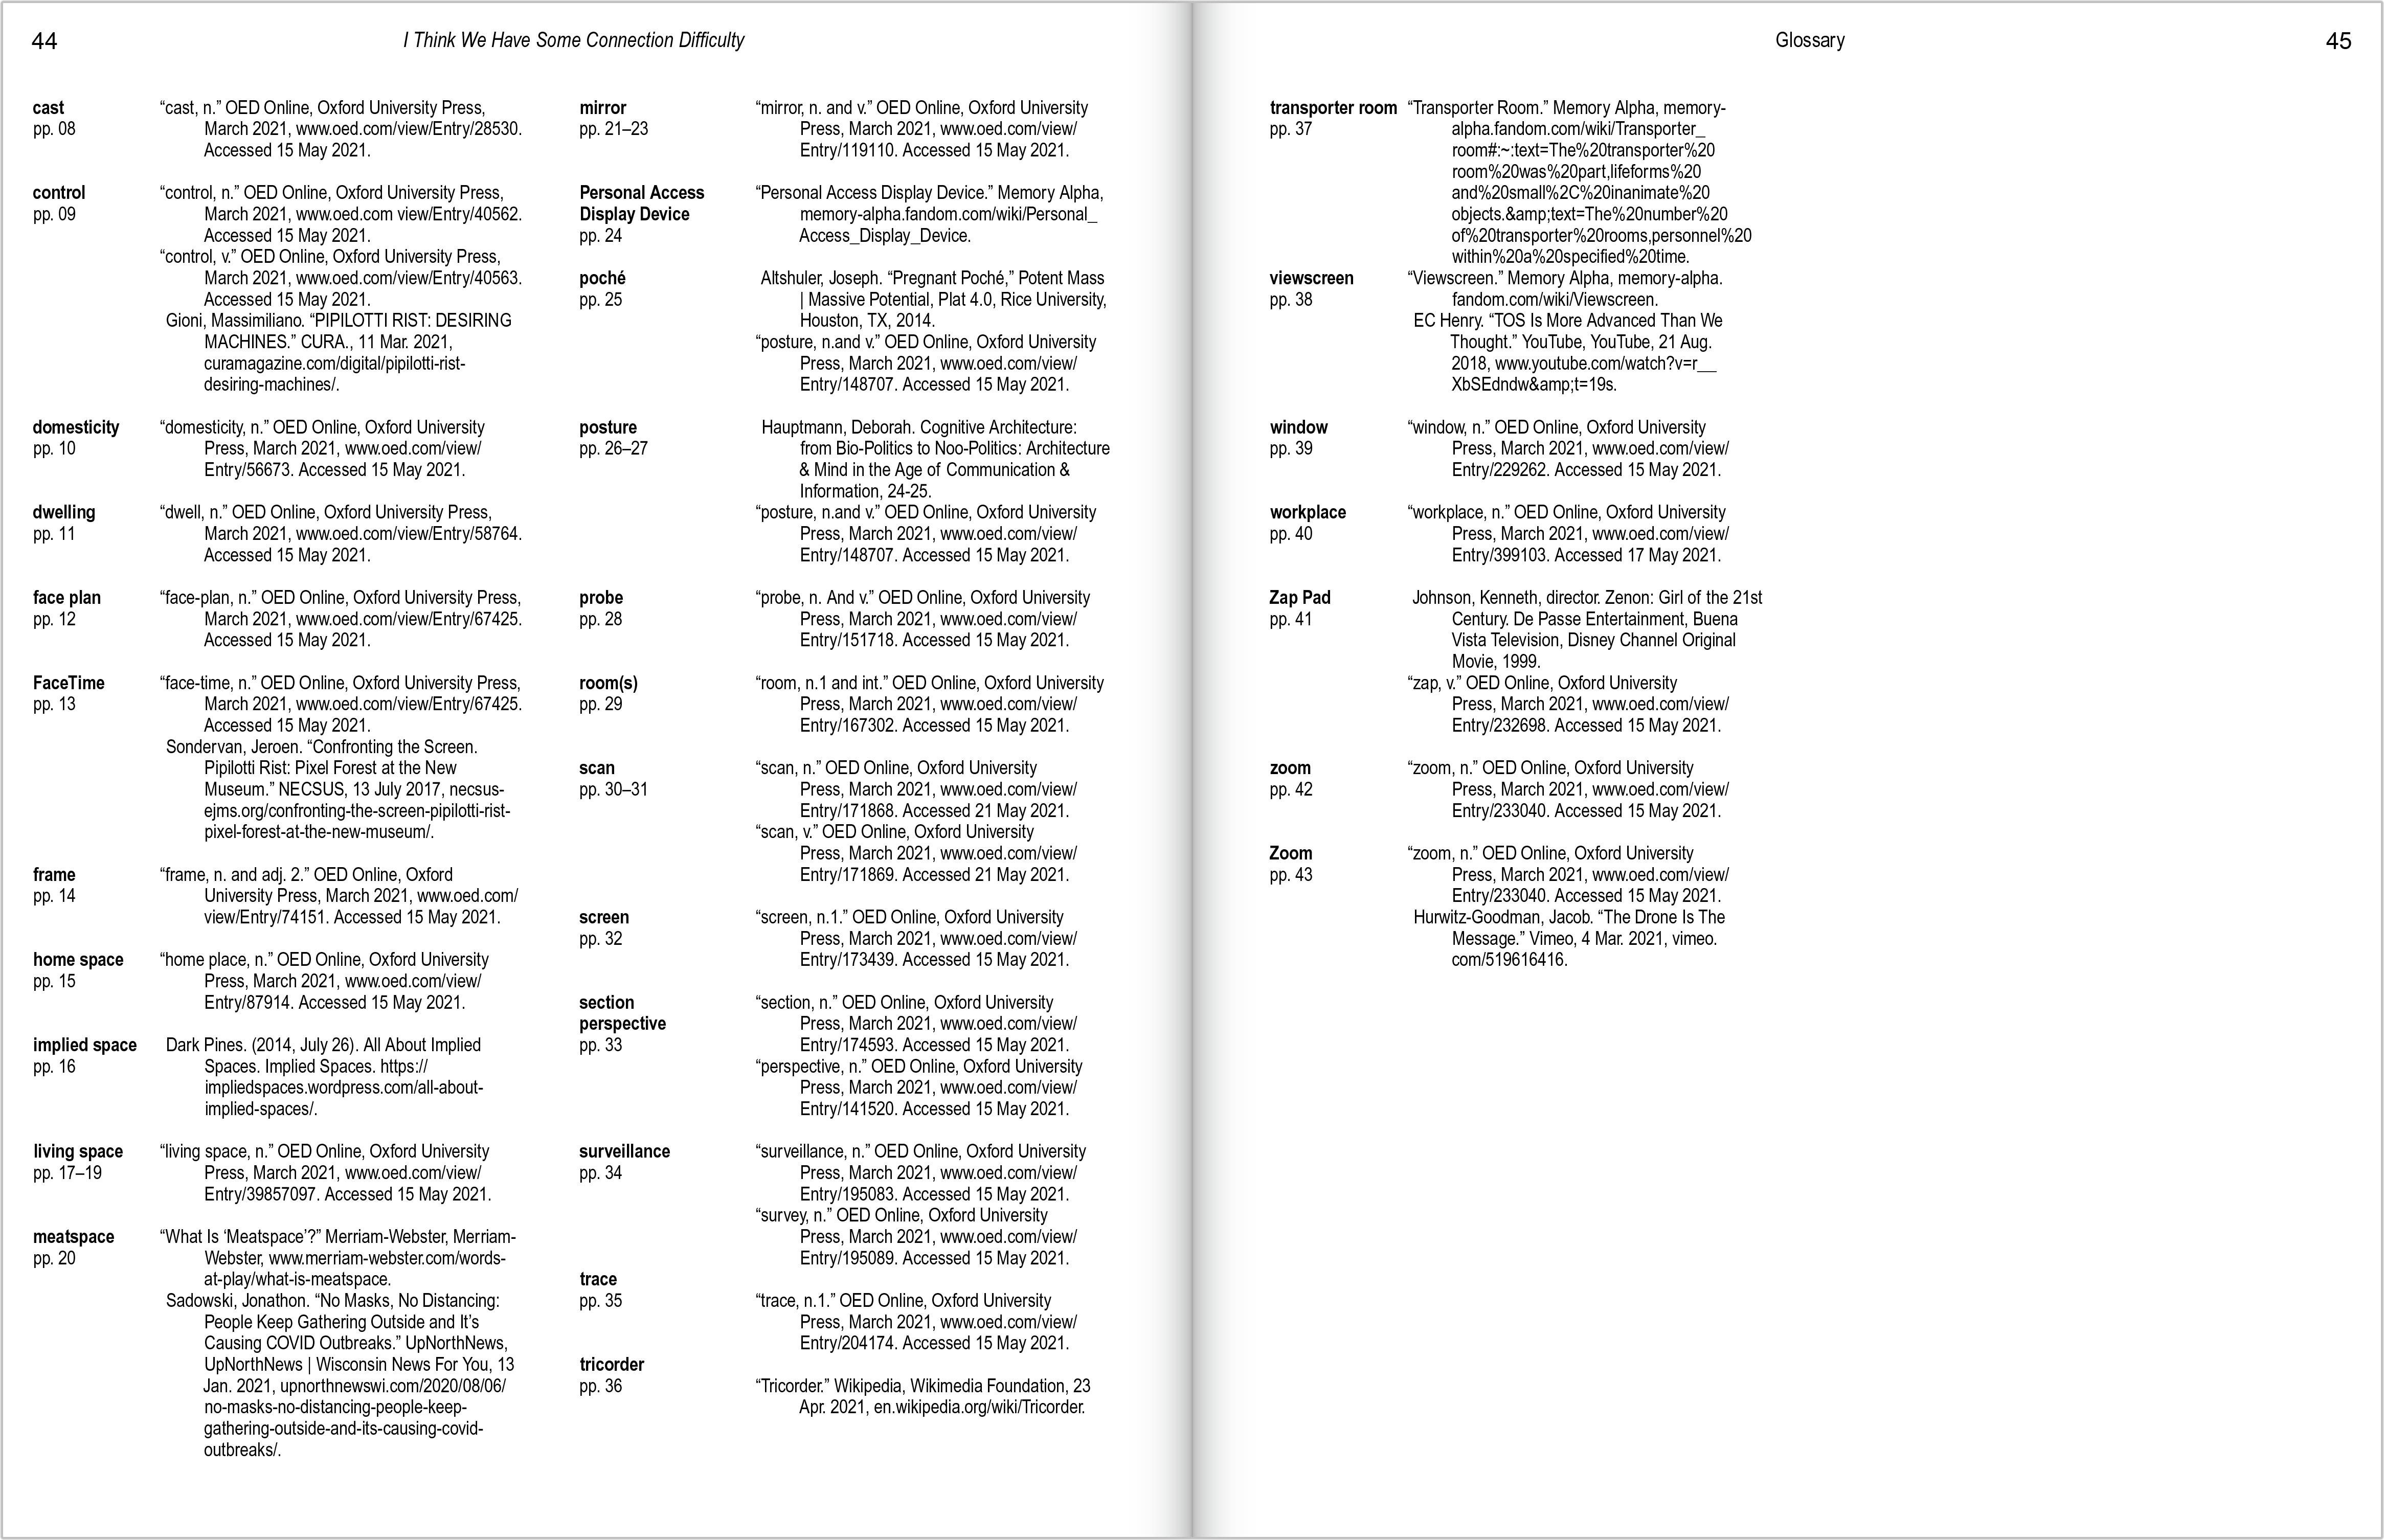 44
I Think We Have Some Connection Difficulty
cast
pp. 08
“cast, n.” OED Online, Oxford University Press,
March 2021, www.oed.com/view/Entry/28530.
Accessed 15 May 2021.
control
pp. 09
“control, n.” OED Online, Oxford University Press,
March 2021, www.oed.com view/Entry/40562.
Accessed 15 May 2021.
“control, v.” OED Online, Oxford University Press,
March 2021, www.oed.com/view/Entry/40563.
Accessed 15 May 2021.
Gioni, Massimiliano. “PIPILOTTI RIST: DESIRING
MACHINES.” CURA., 11 Mar. 2021,
curamagazine.com/digital/pipilotti-rist-
desiring-machines/.
domesticity
pp. 10
“domesticity, n.” OED Online, Oxford University
Press, March 2021, www.oed.com/view/
Entry/56673. Accessed 15 May 2021.
dwelling
pp. 11
“dwell, n.” OED Online, Oxford University Press,
March 2021, www.oed.com/view/Entry/58764.
Accessed 15 May 2021.
face plan
pp. 12
“face-plan, n.” OED Online, Oxford University Press,
March 2021, www.oed.com/view/Entry/67425.
Accessed 15 May 2021.
FaceTime
pp. 13
“face-time, n.” OED Online, Oxford University Press,
March 2021, www.oed.com/view/Entry/67425.
Accessed 15 May 2021.
Sondervan, Jeroen. “Confronting the Screen.
Pipilotti Rist: Pixel Forest at the New
Museum.” NECSUS, 13 July 2017, necsus-
ejms.org/confronting-the-screen-pipilotti-rist-
pixel-forest-at-the-new-museum/.
frame
pp. 14
“frame, n. and adj. 2.” OED Online, Oxford
University Press, March 2021, www.oed.com/
view/Entry/74151. Accessed 15 May 2021.
home space
pp. 15
“home place, n.” OED Online, Oxford University
Press, March 2021, www.oed.com/view/
Entry/87914. Accessed 15 May 2021.
implied space
pp. 16
Dark Pines. (2014, July 26). All About Implied
Spaces. Implied Spaces. https://
impliedspaces.wordpress.com/all-about-
implied-spaces/.
living space
pp. 17–19
“living space, n.” OED Online, Oxford University
Press, March 2021, www.oed.com/view/
Entry/39857097. Accessed 15 May 2021.
meatspace
pp. 20
“What Is ‘Meatspace’?” Merriam-Webster, Merriam-
Webster, www.merriam-webster.com/words-
at-play/what-is-meatspace.
Sadowski, Jonathon. “No Masks, No Distancing:
People Keep Gathering Outside and It’s
Causing COVID Outbreaks.” UpNorthNews,
UpNorthNews | Wisconsin News For You, 13
Jan. 2021, upnorthnewswi.com/2020/08/06/
no-masks-no-distancing-people-keep-
gathering-outside-and-its-causing-covid-
outbreaks/.
mirror
pp. 21–23
“mirror, n. and v.” OED Online, Oxford University
Press, March 2021, www.oed.com/view/
Entry/119110. Accessed 15 May 2021.
Personal Access
Display Device
pp. 24
“Personal Access Display Device.” Memory Alpha,
memory-alpha.fandom.com/wiki/Personal_
Access_Display_Device.
poché
pp. 25
Altshuler, Joseph. “Pregnant Poché,” Potent Mass
| Massive Potential, Plat 4.0, Rice University,
Houston, TX, 2014.
“posture, n.and v.” OED Online, Oxford University
Press, March 2021, www.oed.com/view/
Entry/148707. Accessed 15 May 2021.
posture
pp. 26–27
Hauptmann, Deborah. Cognitive Architecture:
from Bio-Politics to Noo-Politics: Architecture
& Mind in the Age of Communication &
Information, 24-25.
“posture, n.and v.” OED Online, Oxford University
Press, March 2021, www.oed.com/view/
Entry/148707. Accessed 15 May 2021.
probe
pp. 28
“probe, n. And v.” OED Online, Oxford University
Press, March 2021, www.oed.com/view/
Entry/151718. Accessed 15 May 2021.
room(s)
pp. 29
“room, n.1 and int.” OED Online, Oxford University
Press, March 2021, www.oed.com/view/
Entry/167302. Accessed 15 May 2021.
scan
pp. 30–31
“scan, n.” OED Online, Oxford University
Press, March 2021, www.oed.com/view/
Entry/171868. Accessed 21 May 2021.
“scan, v.” OED Online, Oxford University
Press, March 2021, www.oed.com/view/
Entry/171869. Accessed 21 May 2021.
screen
pp. 32
“screen, n.1.” OED Online, Oxford University
Press, March 2021, www.oed.com/view/
Entry/173439. Accessed 15 May 2021.
section
perspective
pp. 33
“section, n.” OED Online, Oxford University
Press, March 2021, www.oed.com/view/
Entry/174593. Accessed 15 May 2021.
“perspective, n.” OED Online, Oxford University
Press, March 2021, www.oed.com/view/
Entry/141520. Accessed 15 May 2021.
surveillance
pp. 34
“surveillance, n.” OED Online, Oxford University
Press, March 2021, www.oed.com/view/
Entry/195083. Accessed 15 May 2021.
“survey, n.” OED Online, Oxford University
Press, March 2021, www.oed.com/view/
Entry/195089. Accessed 15 May 2021.
trace
pp. 35
“trace, n.1.” OED Online, Oxford University
Press, March 2021, www.oed.com/view/
Entry/204174. Accessed 15 May 2021.
tricorder
pp. 36
“Tricorder.” Wikipedia, Wikimedia Foundation, 23
Apr. 2021, en.wikipedia.org/wiki/Tricorder.
Glossary
45
transporter room
pp. 37
“Transporter Room.” Memory Alpha, memory-
alpha.fandom.com/wiki/Transporter_
room#:~:text=The%20transporter%20
room%20was%20part,lifeforms%20
and%20small%2C%20inanimate%20
objects.&amp;text=The%20number%20
of%20transporter%20rooms,personnel%20
within%20a%20specified%20time.
viewscreen
pp. 38
“Viewscreen.” Memory Alpha, memory-alpha.
fandom.com/wiki/Viewscreen.
EC Henry. “TOS Is More Advanced Than We
Thought.” YouTube, YouTube, 21 Aug.
2018, www.youtube.com/watch?v=r__
XbSEdndw&amp;t=19s.
window
pp. 39
“window, n.” OED Online, Oxford University
Press, March 2021, www.oed.com/view/
Entry/229262. Accessed 15 May 2021.
workplace
pp. 40
“workplace, n.” OED Online, Oxford University
Press, March 2021, www.oed.com/view/
Entry/399103. Accessed 17 May 2021.
Zap Pad
pp. 41
Johnson, Kenneth, director. Zenon: Girl of the 21st
Century. De Passe Entertainment, Buena
Vista Television, Disney Channel Original
Movie, 1999.
“zap, v.” OED Online, Oxford University
Press, March 2021, www.oed.com/view/
Entry/232698. Accessed 15 May 2021.
zoom
pp. 42
“zoom, n.” OED Online, Oxford University
Press, March 2021, www.oed.com/view/
Entry/233040. Accessed 15 May 2021.
Zoom
pp. 43
“zoom, n.” OED Online, Oxford University
Press, March 2021, www.oed.com/view/
Entry/233040. Accessed 15 May 2021.
Hurwitz-Goodman, Jacob. “The Drone Is The
Message.” Vimeo, 4 Mar. 2021, vimeo.
com/519616416.